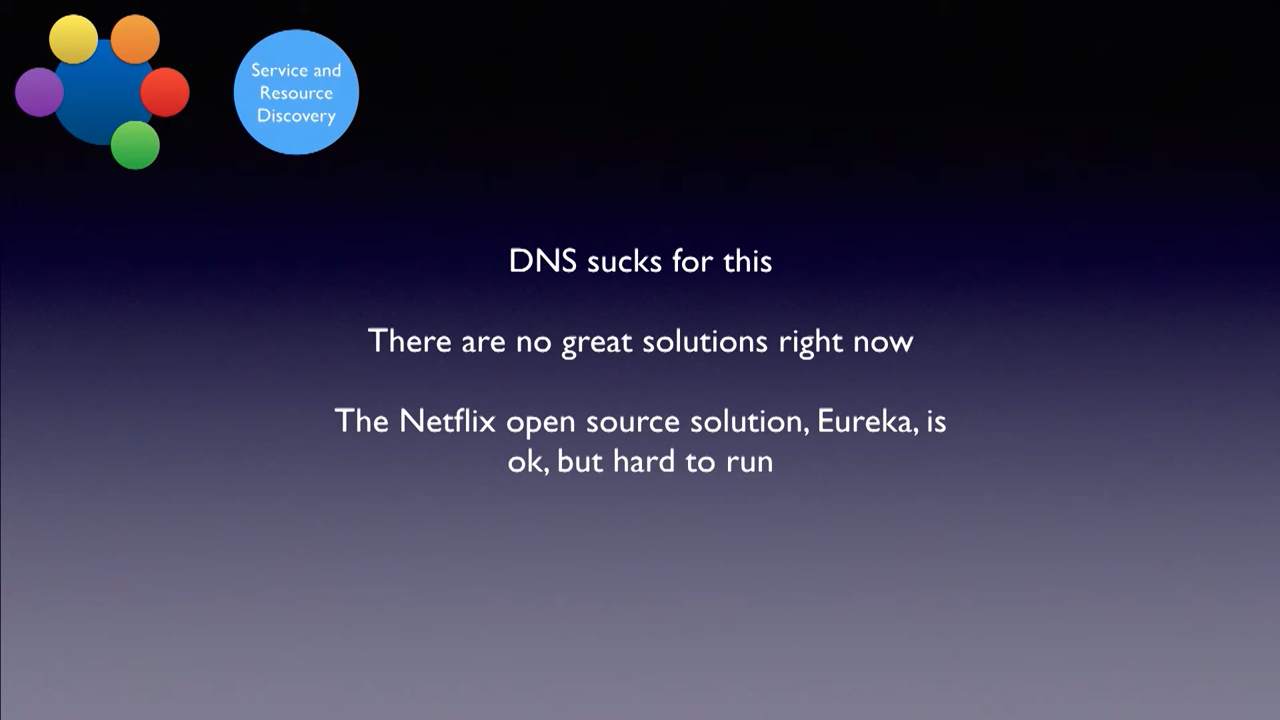 Service and
Resource
Discovery
DNS sucks for this
There are no great solutions right now
The Netflix open source solution, Eureka, is
ok, but hard to run